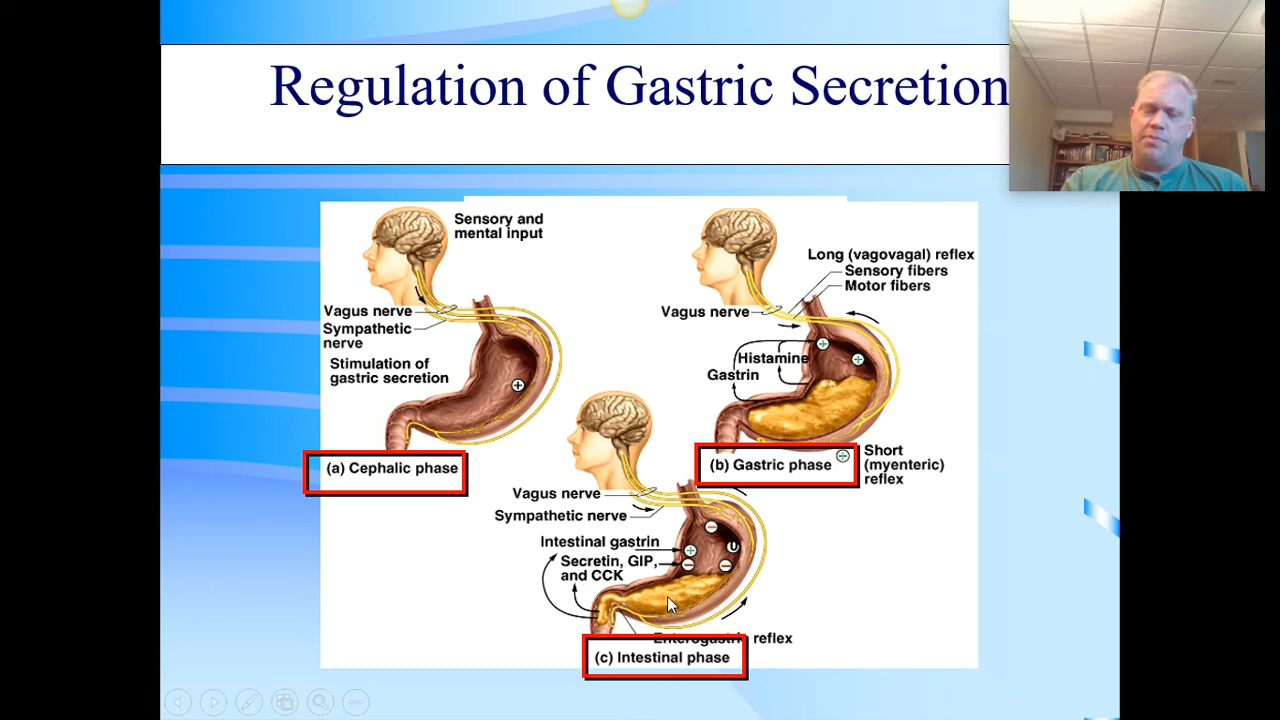 Regulation of Gastric Secretion
Sensory and
mental input
Vagus nerve
Sympathetic
nerve
Stimulation of
gastric secretion
(a) Cephalic phase
Long (vagovagal) reflex
Sensory fibers
Motor fibers
Vagus nerve
Histamine
Gastrin
(b) Gastric phase
Short
(myenteric)
reflex
Vagus nerve
Sympathetic nerve
Intestinal gastrin
Secretin, GIP,
and CCK
Enterogastric reflex
(c) Intestinal phase